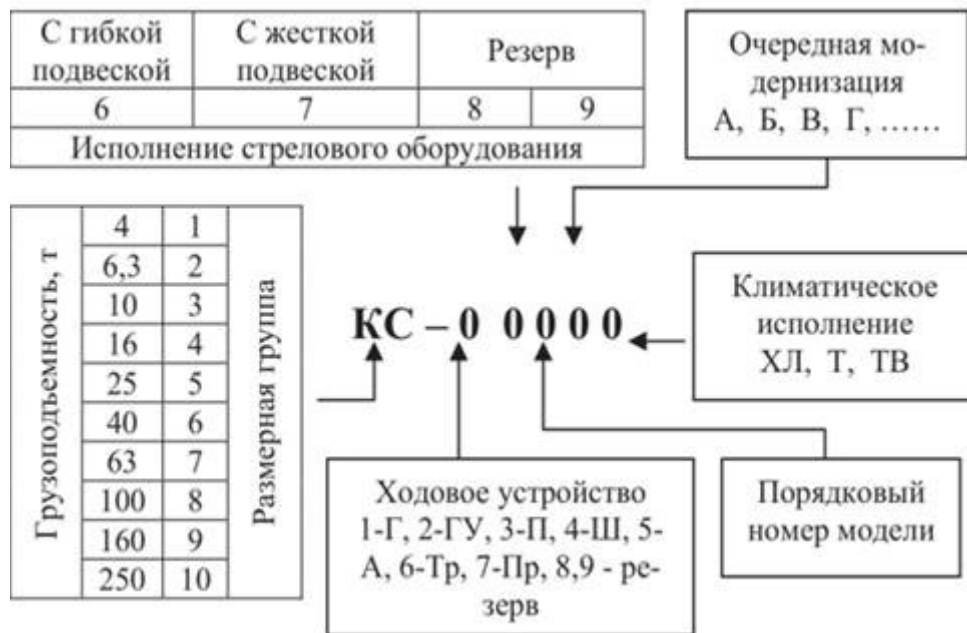 С гибкой подвеской
С жесткой подвеской
Резерв
6
7
8
9
Исполнение стрелового оборудования
Очередная мо-
дернизация
А, Б, В, Г, ......
Грузоподъемность, т
4 1
6,3 2
10 3
16 4
25 5
40 6
63 7
100 8
160 9
250 10
Размерная группа
КС – 0 0 0 0 0
Климатическое
исполнение
ХЛ, Т, ТВ
Ходовое устройство
1-Г, 2-ГУ, 3-П, 4-Ш, 5-
А, 6-Тр, 7-Пр, 8,9 - ре-
зерв
Порядковый
номер модели